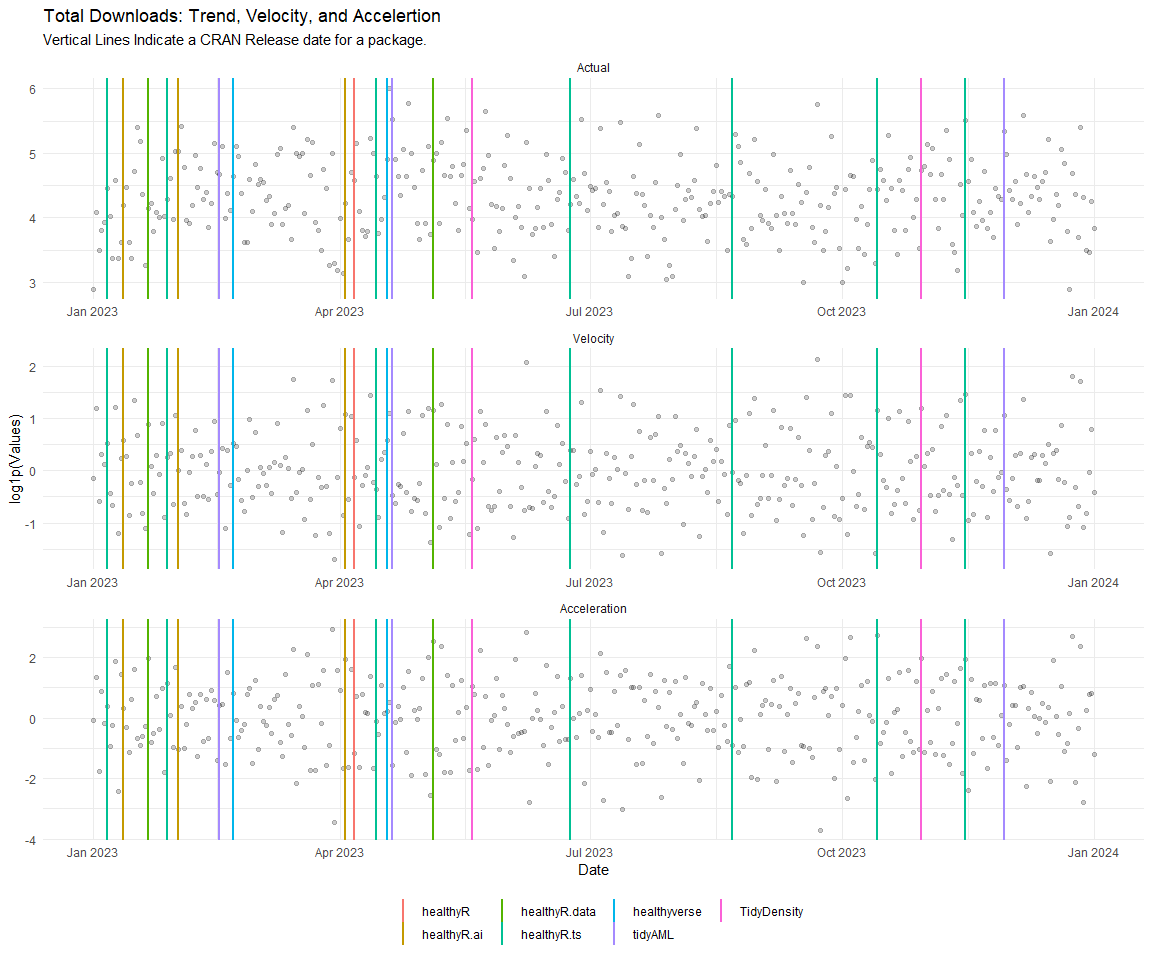 Total Downloads: Trend, Velocity, and Accelertion
Vertical Lines Indicate a CRAN Release date for a package.
Actual
6
5
4
3
Jan 2023 Apr 2023 Jul 2023 Oct 2023 Jan 2024
Velocity
2
1
0
-1
Jan 2023 Apr 2023 Jul 2023 Oct 2023 Jan 2024
log1p(Values)
Acceleration
2
0
-2
-4
Jan 2023 Apr 2023 Jul 2023 Oct 2023 Jan 2024
Date
healthyR healthyR.data healthyverse TidyDensity
healthyR.ai healthyR.ts tidyAML